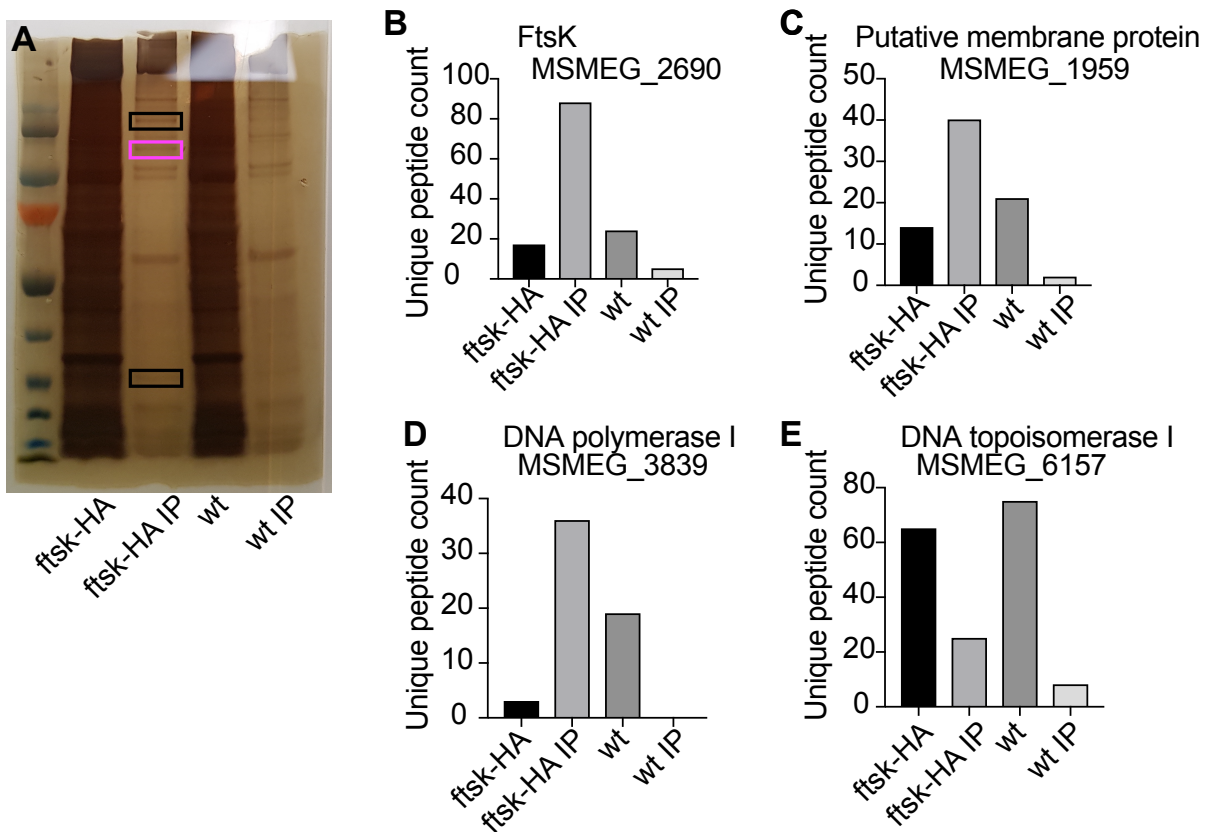 A
ftsk-HA
ftsk-HA IP
wt
wt IP
B
FtsK
MSMEG_2690
Unique peptide count
100
80
60
40
20
0
ftsk-HA
ftsk-HA IP
wt
wt IP
C
Putative membrane protein
MSMEG_1959
Unique peptide count
50
40
30
20
10
0
ftsk-HA
ftsk-HA IP
wt
wt IP
D
DNA polymerase I
MSMEG_3839
Unique peptide count
40
30
20
10
0
ftsk-HA
ftsk-HA IP
wt
wt IP
E
DNA topoisomerase I
MSMEG_6157
Unique peptide count
80
60
40
20
0
ftsk-HA
ftsk-HA IP
wt
wt IP